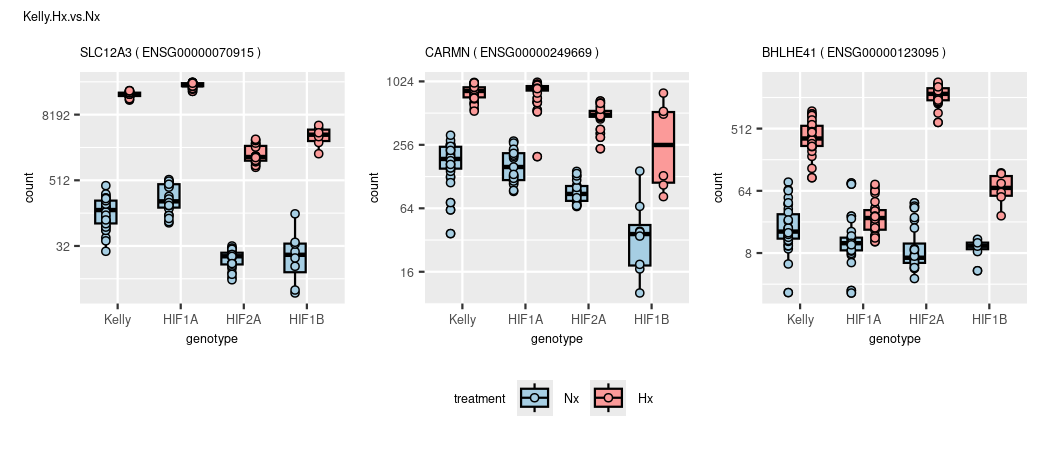 Kelly.Hx.vs.Nx
SLC12A3 ( ENSG00000070915 )
count
8192
512
32
Kelly HIF1A HIF2A HIF1B
genotype
CARMN ( ENSG00000249669 )
count
1024
256
64
16
Kelly HIF1A HIF2A HIF1B
genotype
BHLHE41 ( ENSG00000123095 )
count
512
64
8
Kelly HIF1A HIF2A HIF1B
genotype
treatment Nx Hx